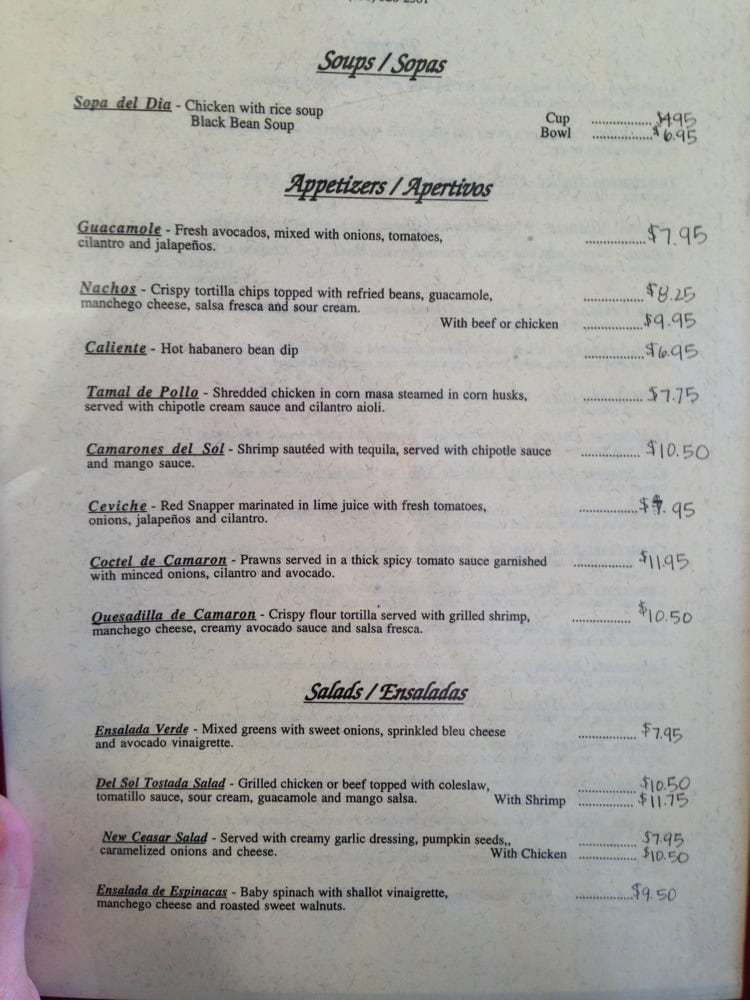 Soups / Sopas
Sopa del Dia - Chicken with rice soup
Black Bean Soup
Cup .................. $4.95
Bowl .................. $6.95
Appetizers / Apertivos
Guacamole - Fresh avocados, mixed with onions, tomatoes,
cilantro and jalapeños. .................. $7.95
Nachos - Crispy tortilla chips topped with refried beans, guacamole, .................. $8.25
manchego cheese, salsa fresca and sour cream.
With beef or chicken .................. $9.95
Caliente - Hot habanero bean dip .................. $6.95
Tamal de Pollo - Shredded chicken in corn masa steamed in corn husks, .................. $7.75
served with chipotle cream sauce and cilantro aioli.
Camarones del Sol - Shrimp sautéed with tequila, served with chipotle sauce .................. $10.50
and mango sauce.
Ceviche - Red Snapper marinated in lime juice with fresh tomatoes, .................. 
onions, jalapeños and cilantro.
Coctel de Camaron - Prawns served in a thick spicy tomato sauce garnished .................. $11.95
with minced onions, cilantro and avocado.
Quesadilla de Camaron - Crispy flour tortilla served with grilled shrimp, .................. $10.50
manchego cheese, creamy avocado sauce and salsa fresca.
Salads / Ensaladas
Ensalada Verde - Mixed greens with sweet onions, sprinkled bleu cheese .................. $7.95
and avocado vinaigrette.
Del Sol Tostada Salad - Grilled chicken or beef topped with coleslaw, .................. $10.50
tomatillo sauce, sour cream, guacamole and mango salsa. With Shrimp .................. $11.75
New Ceasar Salad - Served with creamy garlic dressing, pumpkin seeds,, .................. $7.95
caramelized onions and cheese. With Chicken .................. $10.50
Ensalada de Espinacas - Baby spinach with shallot vinaigrette, .................. $9.50
manchego cheese and roasted sweet walnuts.